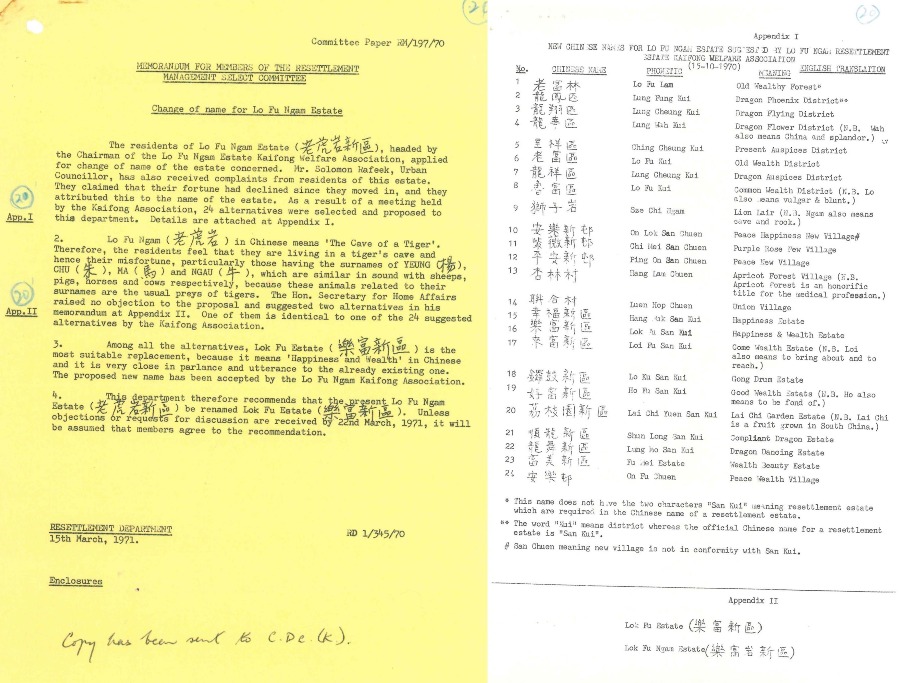 (20)
Committee Paper RM/197/70
MEMORANDUM FOR MEMBERS OF THE RESETTLEMENT
MANAGEMENT SELECT COMMITTEE
Change of name for Lo Fu Ngam Estate
The residents of Lo Fu Ngam Estate (老虎岩新區), headed by
the Chairman of the Lo Fu Ngam Estate Kaifong Welfare Association, applied
for change of name of the estate concerned. Mr. Solomon Rafeek, Urban
Councillor, has also received complaints from residents of this estate.
They claimed that their fortune had declined since they moved in, and they
attributed this to the name of the estate. As a result of a meeting held
by the Kaifong Association, 24 alternatives were selected and proposed to
this department. Details are attached at Appendix I.
App.I
2. Lo Fu Ngam (老虎岩) in Chinese means 'The Cave of a Tiger'.
Therefore, the residents feel that they are living in a tiger's cave and
hence their misfortune, particularly those having the surnames of YEUNG (楊),
CHU (朱), MA (馬) and NGAU (牛), which are similar in sound with sheeps,
pigs, horses and cows respectively, because these animals related to their
surnames are the usual preys of tigers. The Hon. Secretary for Home Affairs
raised no objection to the proposal and suggested two alternatives in his
memorandum at Appendix II. One of them is identical to one of the 24 suggested
alternatives by the Kaifong Association.
App.II
3. Among all the alternatives, Lok Fu Estate (樂富新區) is the
most suitable replacement, because it means 'Happiness and Wealth' in Chinese
and it is very close in parlance and utterance to the already existing one.
The proposed new name has been accepted by the Lo Fu Ngam Kaifong Association.
4. This department therefore recommends that the present Lo Fu Ngam
Estate (老虎岩新區) be renamed Lok Fu Estate (樂富新區). Unless
objections or requests for discussion are received by 22nd March, 1971, it will
be assumed that members agree to the recommendation.
RESETTLEMENT DEPARTMENT
15th March, 1971.
RD 1/345/70
Enclosures
Copy has been sent to C.D.C. (K).
(20)
Appendix I
NEW CHINESE NAMES FOR LO FU NGAM ESTATE SUGGESTED BY LO FU NGAM RESETTLEMENT
ESTATE KAIFONG WELFARE ASSOCIATION
(15-10-1970)
No. CHINESE NAME PHONETIC MEANING ENGLISH TRANSLATION
1 老富林 Lo Fu Lam Old Wealthy Forest*
2 龍鳳區 Lung Fung Kui Dragon Phoenix District**
3 龍翔區 Lung Cheung Kui Dragon Flying District
4 龍華區 Lung Wah Kui Dragon Flower District (N.B. Wah
also means China and splendor.)
5 呈祥區 Ching Cheung Kui Present Auspices District
6 老富區 Lo Fu Kui Old Wealth District
7 龍祥區 Lung Cheung Kui Dragon Auspices District
8 魯富區 Lo Fu Kui Common Wealth District (N.B. Lo
also means vulgar & blunt.)
9 獅子岩 Sze Chi Ngam Lion Lair (N.B. Ngam also means
cave and rock.)
10 安樂新邨 On Lok San Chuen Peace Happiness New Village#
11 紫薇新邨 Chi Mei San Chuen Purple Rose New Village
12 平安新邨 Ping On San Chuen Peace New Village
13 杏林村 Hang Lam Chuen Apricot Forest Village (N.B.
Apricot Forest is an honorific
title for the medical profession.)
14 聯合村 Luen Hop Chuen Union Village
15 幸福新區 Hang Fuk San Kui Happiness Estate
16 樂富新區 Lok Fu San Kui Happiness & Wealth Estate
17 來富新區 Loi Fu San Kui Come Wealth Estate (N.B. Loi
also means to bring about and to
reach.)
18 鑼鼓新區 Lo Ku San Kui Gong Drum Estate
19 好富新區 Ho Fu San Kui Good Wealth Estate (N.B. Ho also
means to be fond of.)
20 荔枝園新區 Lai Chi Yuen San Kui Lai Chi Garden Estate (N.B. Lai Chi
is a fruit grown in South China.)
21 順龍新區 Shun Long San Kui Compliant Dragon Estate
22 龍舞新區 Lung Mo San Kui Dragon Dancing Estate
23 富美新區 Fu Mei Estate Wealth Beauty Estate
24 安樂邨 On Fu Chuen Peace Wealth Village
* This name does not have the two characters "San Kui" meaning resettlement estate
which are required in the Chinese name of a resettlement estate.
** The word "Kui" means district whereas the official Chinese name for a resettlement
estate is "San Kui".
# San Chuen meaning new village is not in conformity with San Kui.
Appendix II
Lok Fu Estate (樂富新區)
Lok Fu Ngam Estate (樂富岩新區)